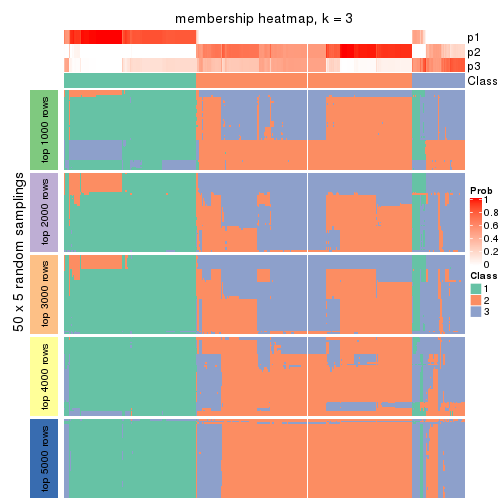 membership heatmap, k = 3
p1
p2
p3
Class
50 x 5 random samplings
top 1000 rows
top 2000 rows
top 3000 rows
top 4000 rows
top 5000 rows
Prob
1
0.8
0.6
0.4
0.2
0
Class
1
2
3